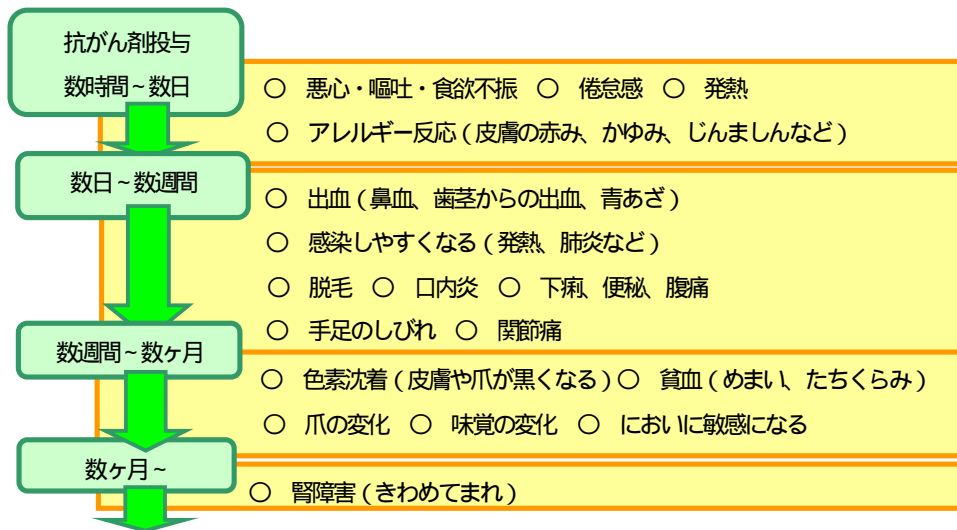 抗がん剤投与
数時間~数日
○ 悪心・嘔吐・食欲不振 ○ 倦怠感 ○ 発熱
○ アレルギー反応(皮膚の赤み、かゆみ、じんましんなど)
数日~数週間
○ 出血(鼻血、歯茎からの出血、青あざ)
○ 感染しやすくなる(発熱、肺炎など)
○ 脱毛 ○ 口内炎 ○ 下痢、便秘、腹痛
○ 手足のしびれ ○ 関節痛
数週間~数ヶ月
○ 色素沈着(皮膚や爪が黒くなる)○ 貧血(めまい、たちくらみ)
○ 爪の変化 ○ 味覚の変化 ○ においに敏感になる
数ヶ月~
○ 腎障害(きわめてまれ)